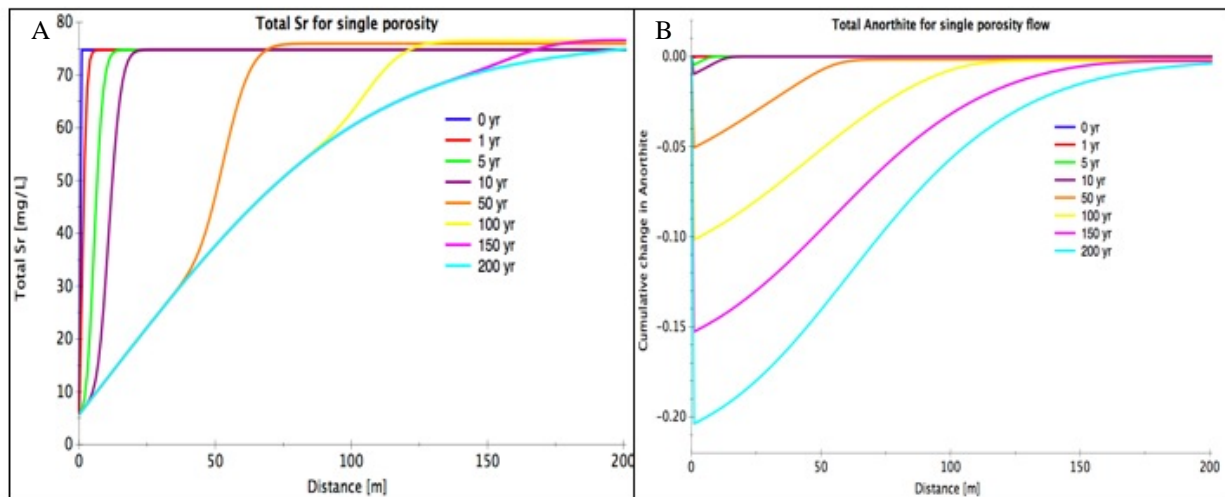 A
Total Sr for single porosity
80
70
60
50
40
30
20
10
0
Total Sr [mg/L]
0 yr
1 yr
5 yr
10 yr
50 yr
100 yr
150 yr
200 yr
0
50
100
150
200
Distance [m]
B
Total Anorthite for single porosity flow
0.00
-0.05
-0.10
-0.15
-0.20
Cumulative change in Anorthite
0 yr
1 yr
5 yr
10 yr
50 yr
100 yr
150 yr
200 yr
0
50
100
150
200
Distance [m]